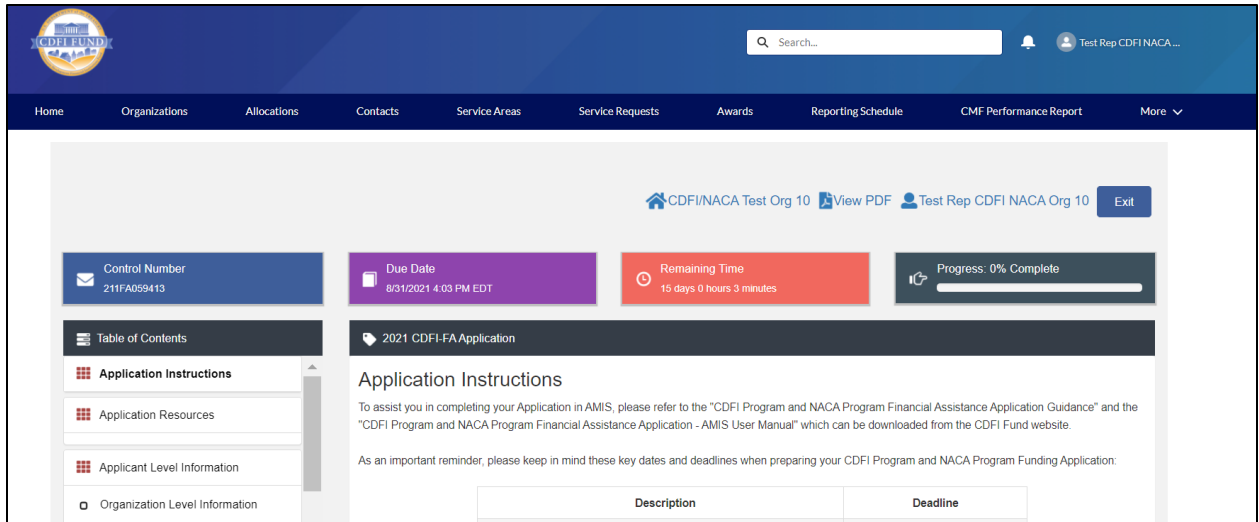 CDFI FUND
Search...
Test Rep CDFI NACA ...
Home Organizations Allocations Contacts Service Areas Service Requests Awards Reporting Schedule CMF Performance Report More
CDFI/NACA Test Org 10 View PDF Test Rep CDFI NACA Org 10 Exit
Control Number
211FA059413
Due Date
8/31/2021 4:03 PM EDT
Remaining Time
15 days 0 hours 3 minutes
Progress: 0% Complete
Table of Contents
Application Instructions
Application Resources
Applicant Level Information
Organization Level Information
2021 CDFI-FA Application
Application Instructions
To assist you in completing your Application in AMIS, please refer to the "CDFI Program and NACA Program Financial Assistance Application Guidance" and the
"CDFI Program and NACA Program Financial Assistance Application - AMIS User Manual" which can be downloaded from the CDFI Fund website.
As an important reminder, please keep in mind these key dates and deadlines when preparing your CDFI Program and NACA Program Funding Application:
Description Deadline